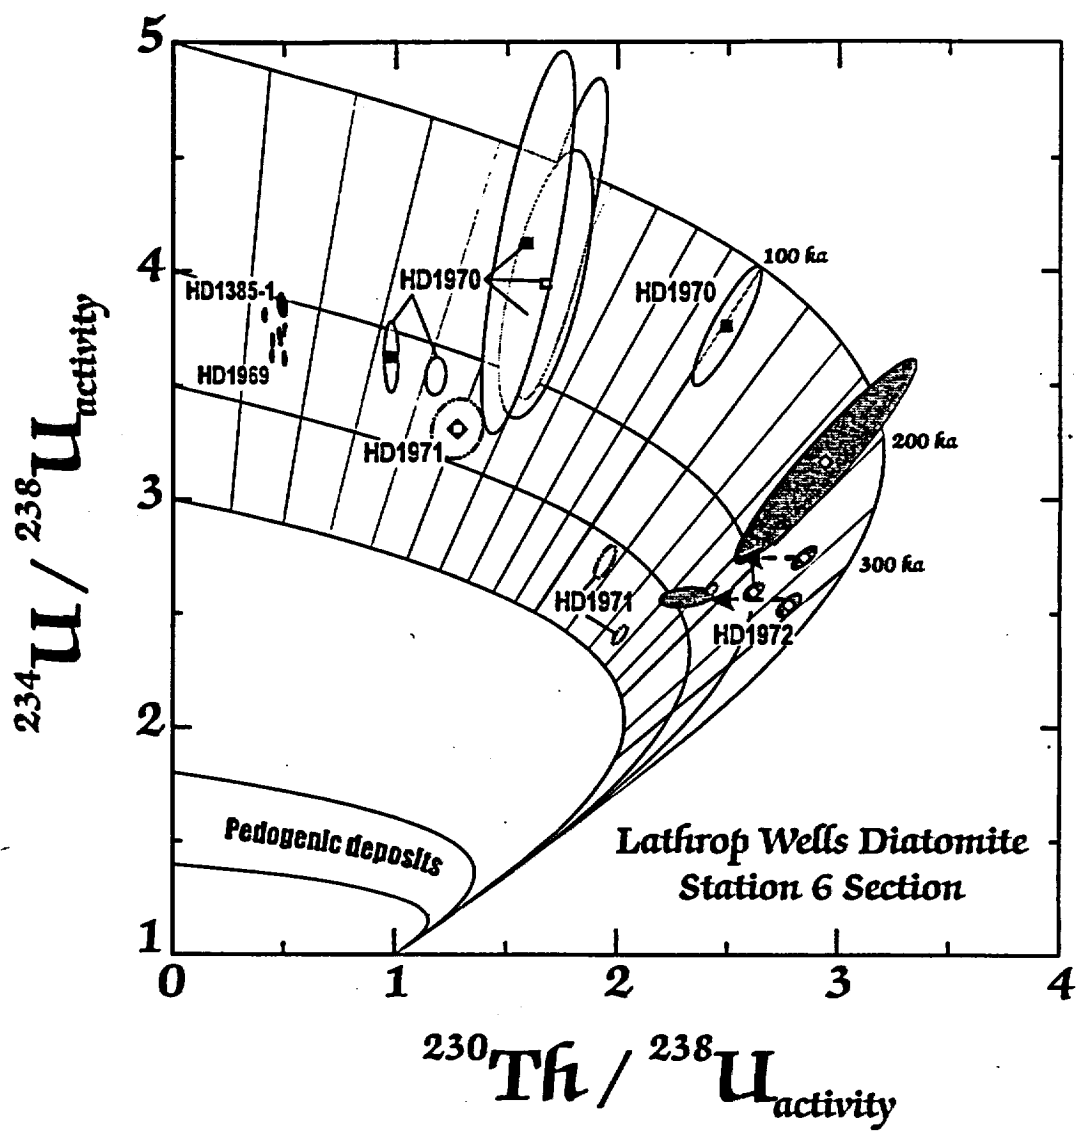 5
4
3
2
1
0
1
2
3
4
234U / 238Uactivity
230Th / 238Uactivity
100 ka
200 ka
300 ka
HD1385-1
HD1969
HD1970
HD1970
HD1971
HD1971
HD1972
Pedogenic deposits
Lathrop Wells Diatomite
Station 6 Section